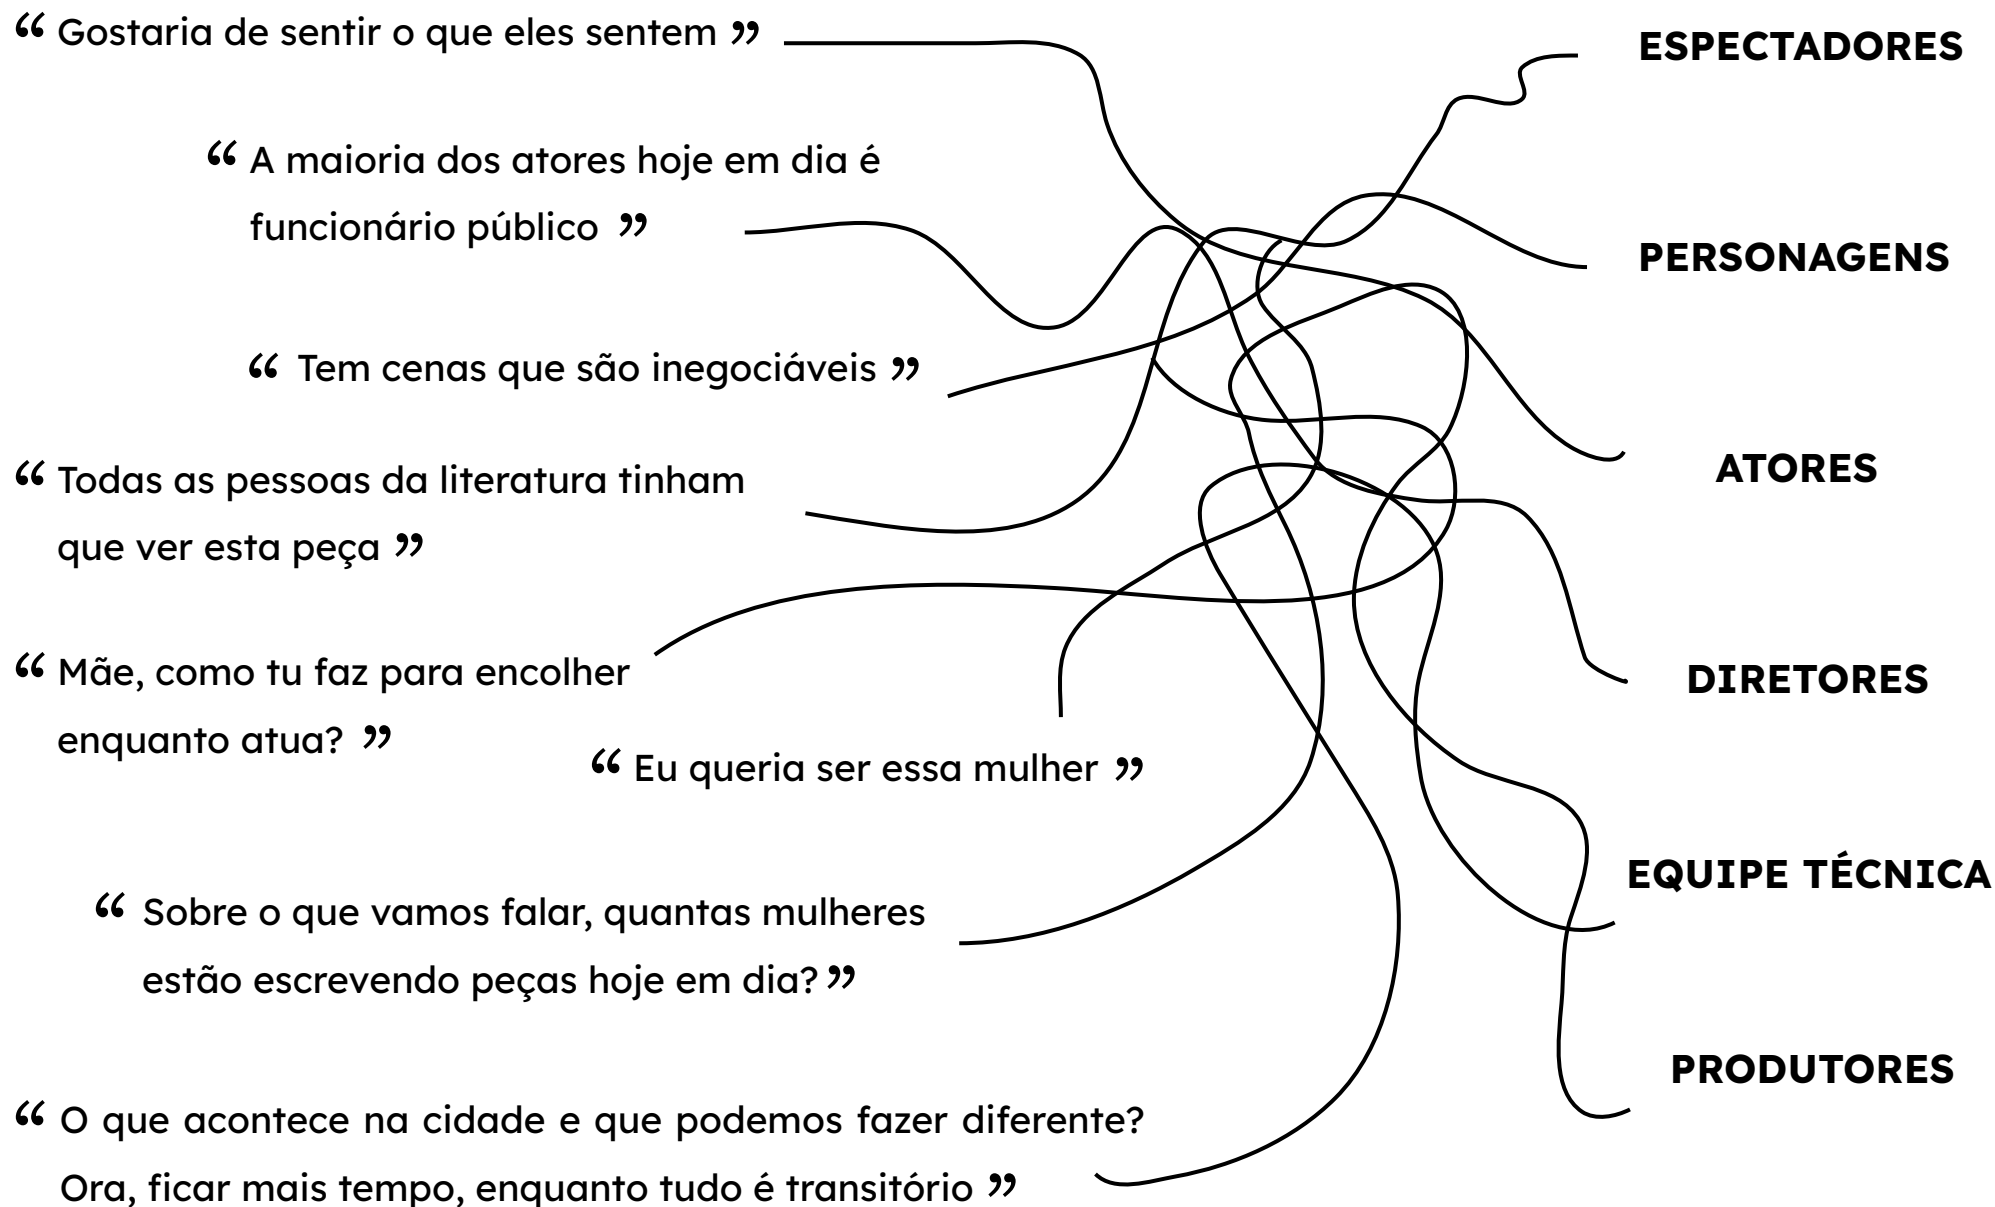 “ Gostaria de sentir o que eles sentem ”
ESPECTADORES
“ A maioria dos atores hoje em dia é
funcionário público ”
PERSONAGENS
“ Tem cenas que são inegociáveis ”
“ Todas as pessoas da literatura tinham
que ver esta peça ”
ATORES
“ Mãe, como tu faz para encolher
enquanto atua? ”
DIRETORES
“ Eu queria ser essa mulher ”
“ Sobre o que vamos falar, quantas mulheres
estão escrevendo peças hoje em dia? ”
EQUIPE TÉCNICA
PRODUTORES
“ O que acontece na cidade e que podemos fazer diferente?
Ora, ficar mais tempo, enquanto tudo é transitório ”